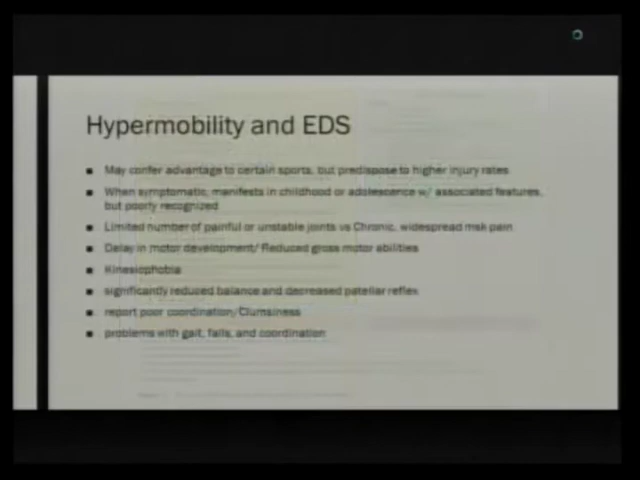 Hypermobility and EDS
■ May confer advantage to certain sports, but predispose to higher injury rates
■ When symptomatic, manifests in childhood or adolescence w/ associated features,
but poorly recognized
■ Limited number of painful or unstable joints vs Chronic, widespread msk pain
■ Delay in motor development/ Reduced gross motor abilities
■ Kinesiophobia
■ significantly reduced balance and decreased patellar reflex
■ report poor coordination/Clumsiness
■ problems with gait, falls, and coordination